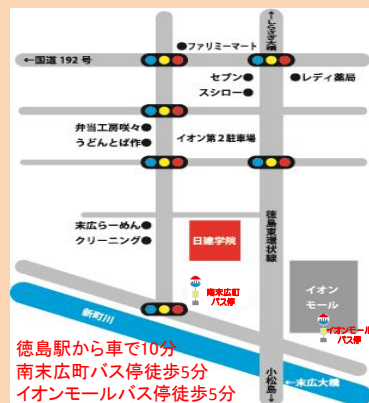 ←しらさぎ大橋
ファミリーマート
←国道192号
セブン
レディ薬局
スシロー
弁当工房咲々
うどんとば作
イオン第2駐車場
末広らーめん
クリーニング
日建学院
徳島東環状線
南末広町
バス停
イオン
モール
イオンモール
バス停
新町川
小松島→
←末広大橋
徳島駅から車で10分
南末広町バス停徒歩5分
イオンモールバス停徒歩5分